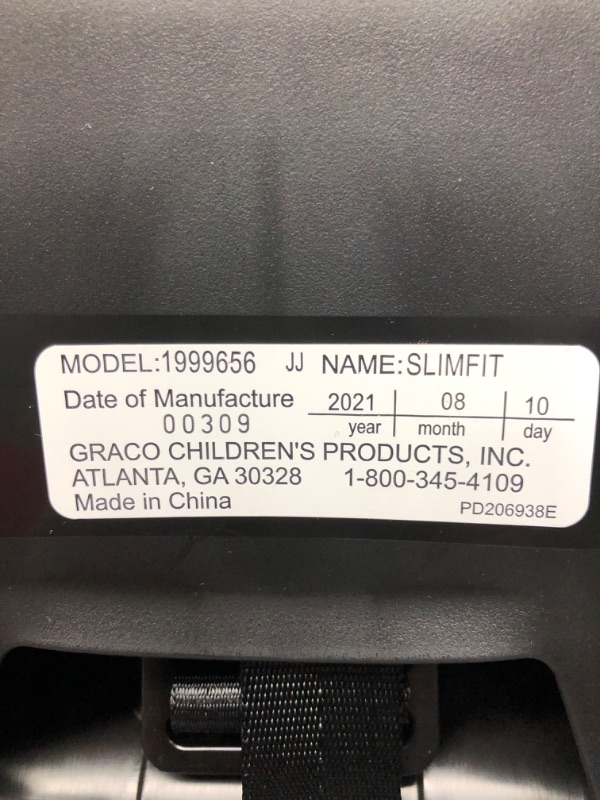 MODEL:1999656 JJ NAME:SLIMFIT
Date of Manufacture 2021 08 10
00309 year month day
GRACO CHILDREN'S PRODUCTS, INC.
ATLANTA, GA 30328 1-800-345-4109
Made in China PD206938E